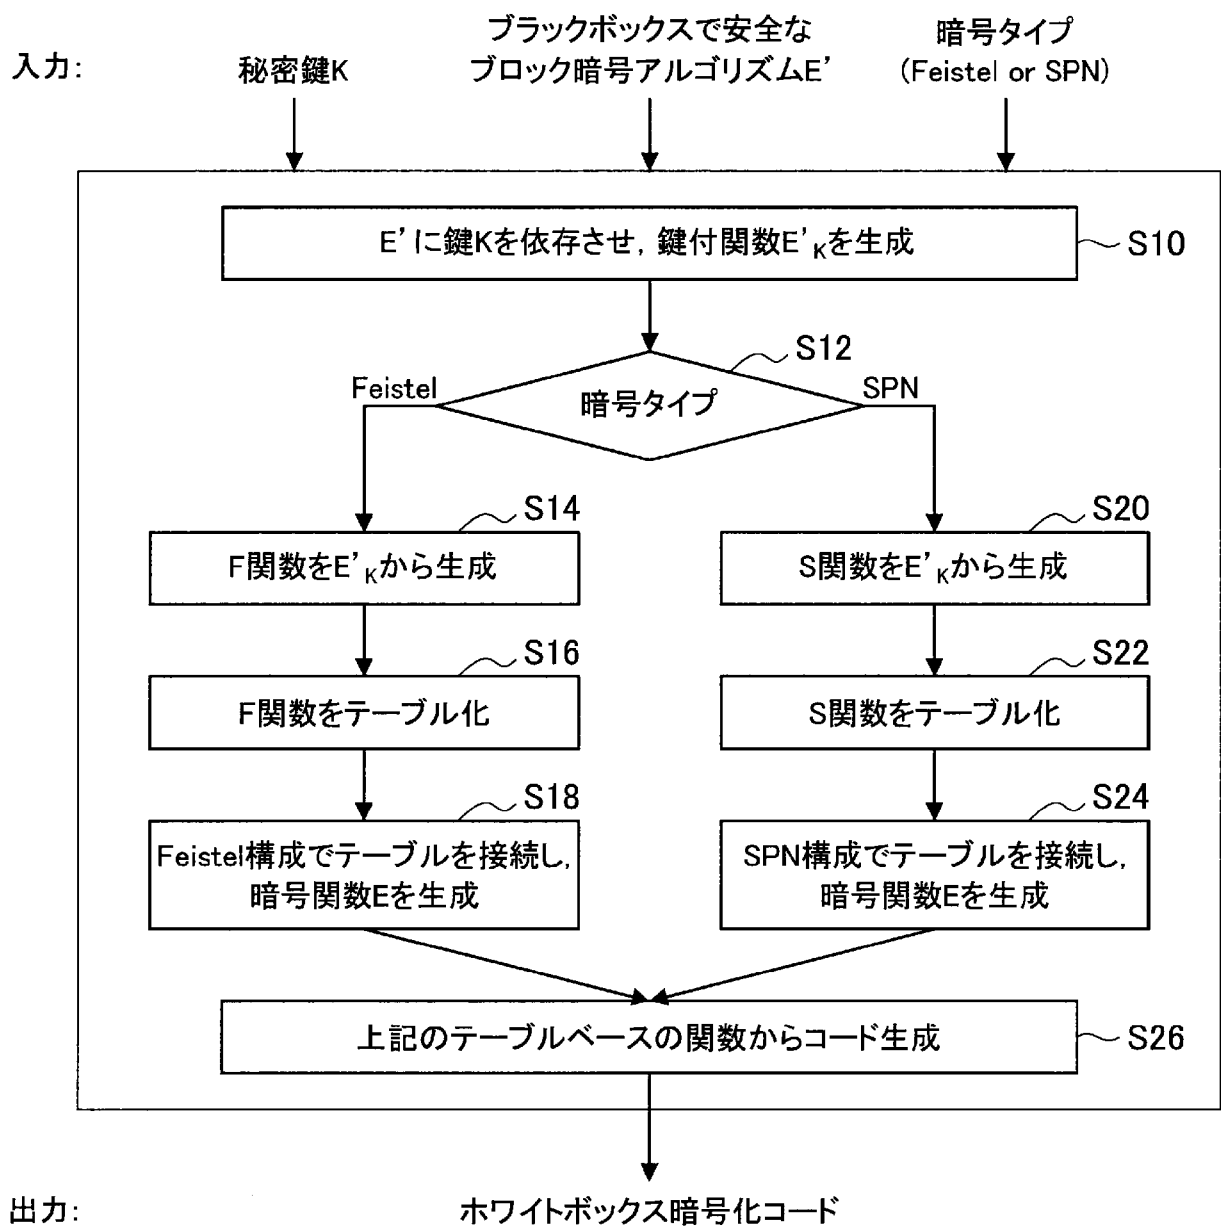 入力:
秘密鍵K
ブラックボックスで安全な
ブロック暗号アルゴリズムE'
暗号タイプ
(Feistel or SPN)
E'に鍵Kを依存させ, 鍵付関数E'Kを生成
S10
S12
Feistel
暗号タイプ
SPN
S14
F関数をE'Kから生成
S20
S関数をE'Kから生成
S16
F関数をテーブル化
S22
S関数をテーブル化
S18
Feistel構成でテーブルを接続し,
暗号関数Eを生成
S24
SPN構成でテーブルを接続し,
暗号関数Eを生成
上記のテーブルベースの関数からコード生成
S26
出力:
ホワイトボックス暗号化コード